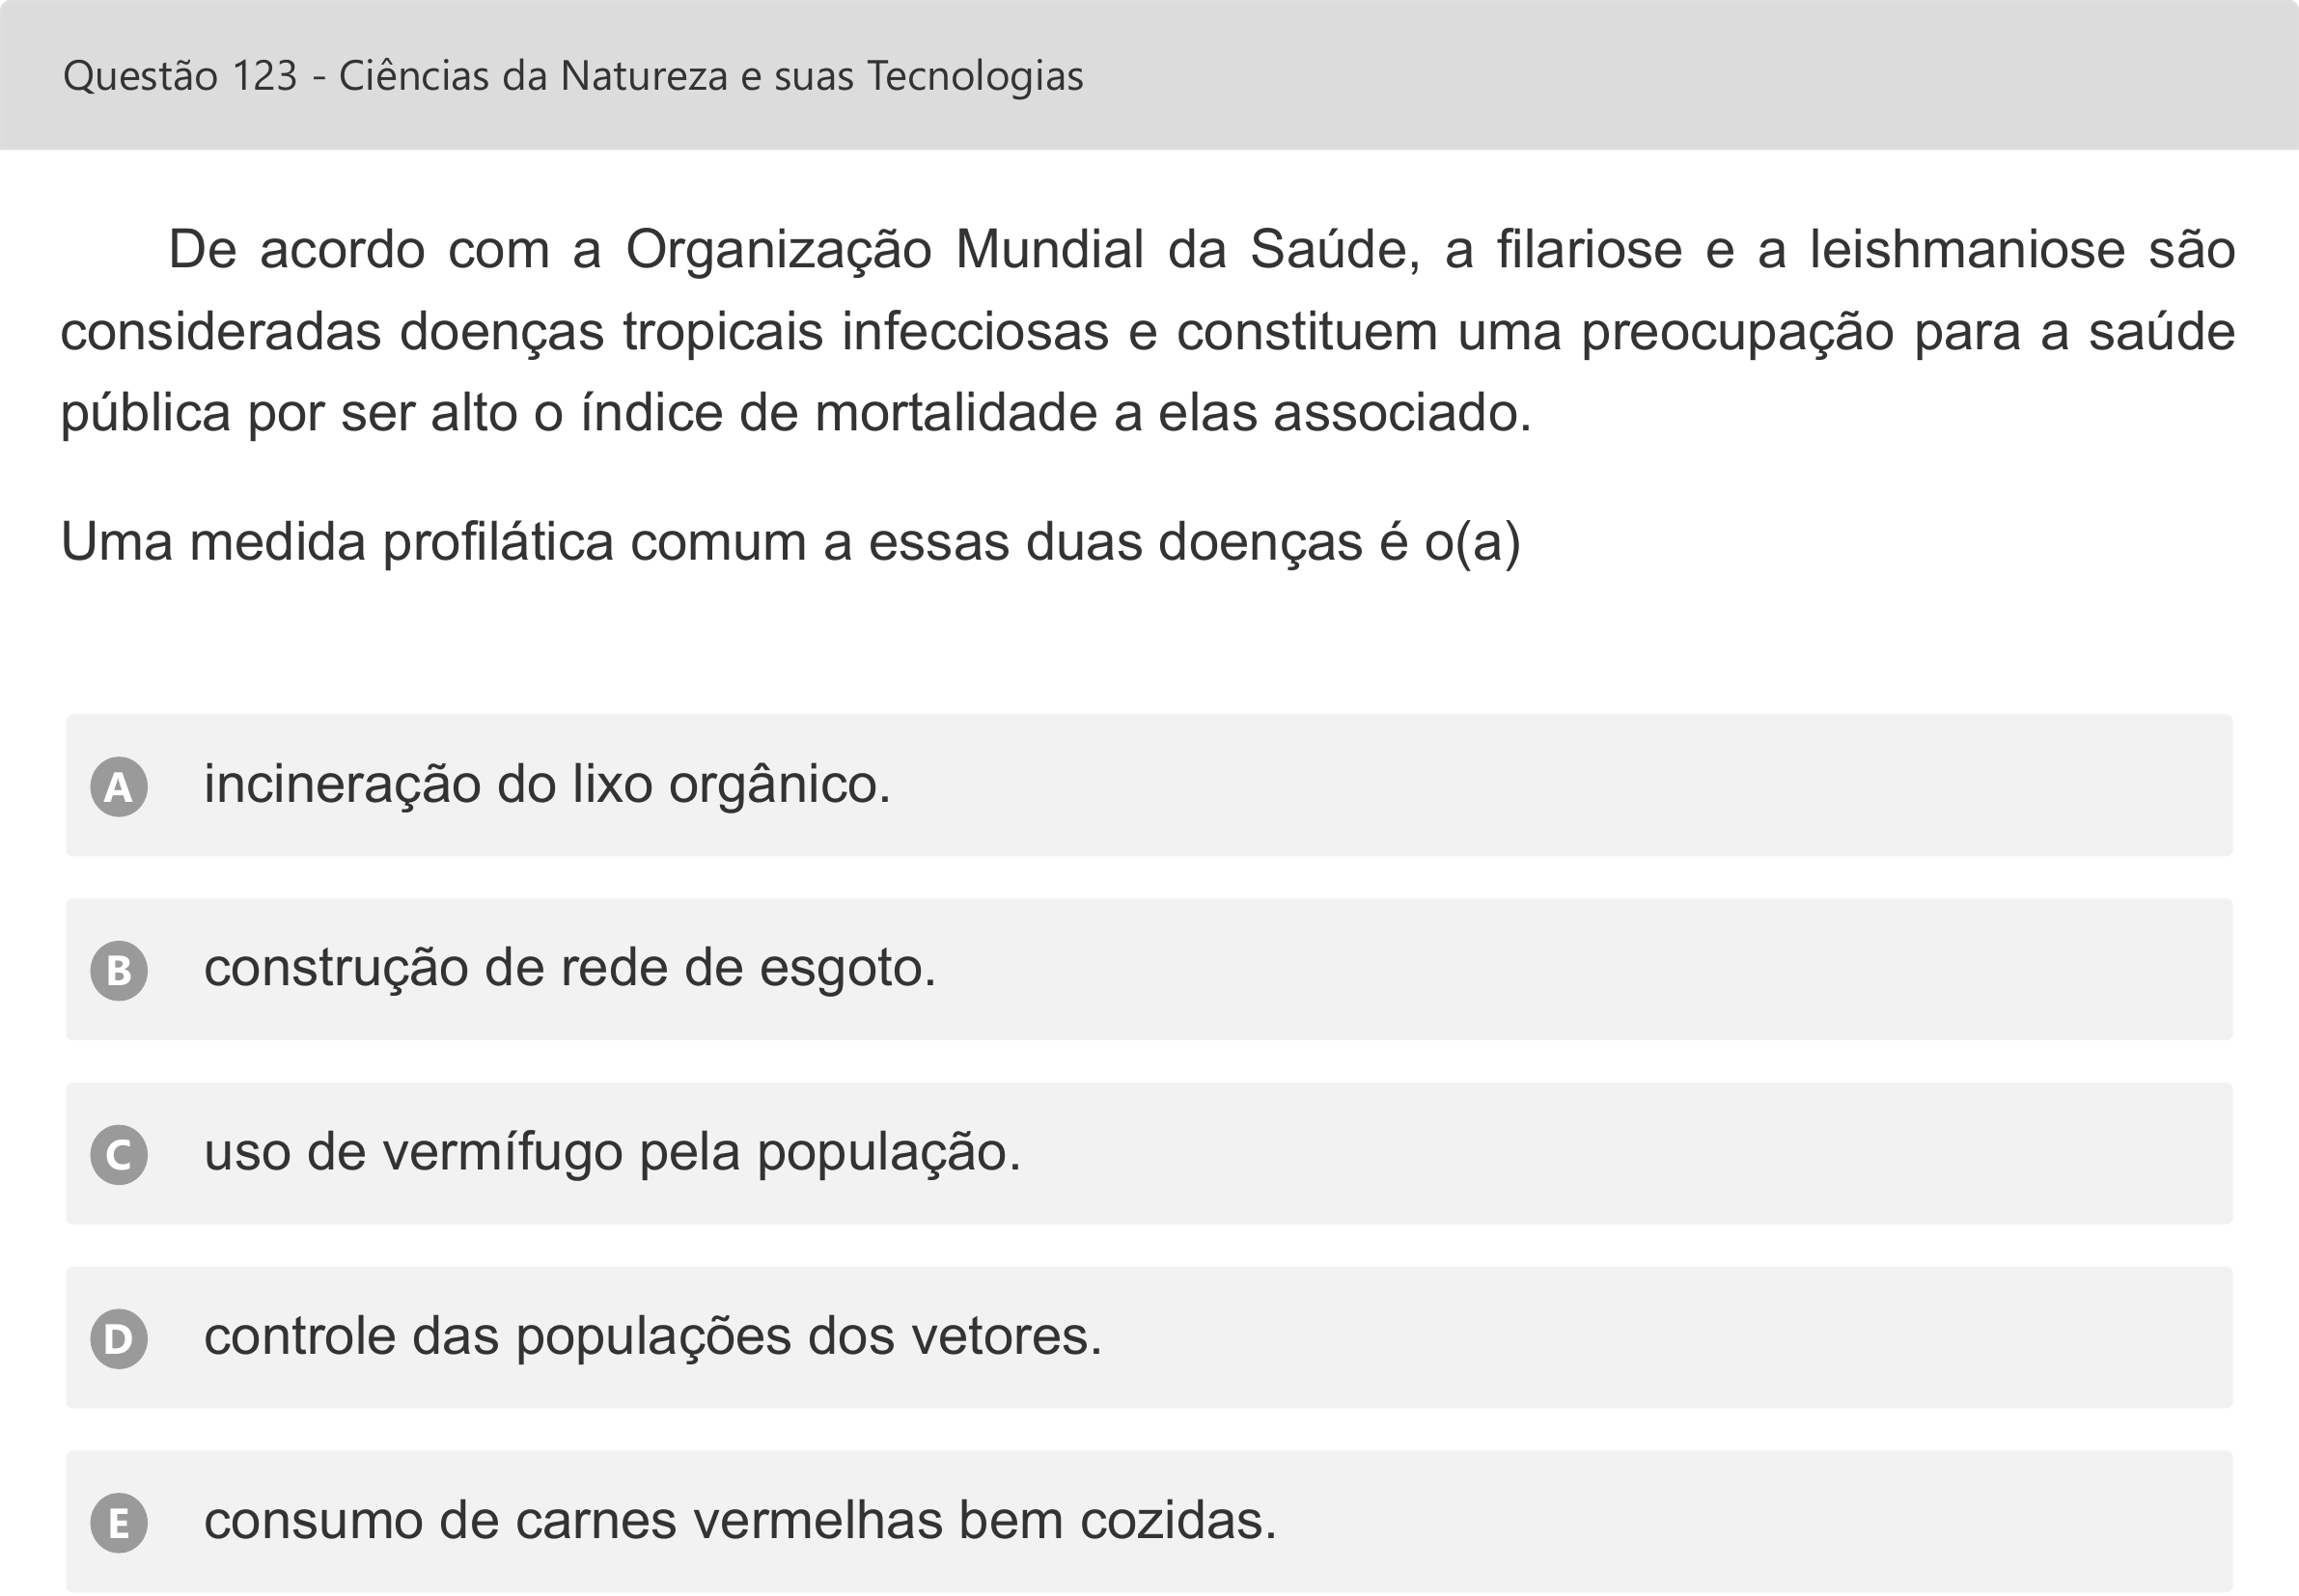 Questão 123 - Ciências da Natureza e suas Tecnologias
De acordo com a Organização Mundial da Saúde, a filariose e a leishmaniose são
consideradas doenças tropicais infecciosas e constituem uma preocupação para a saúde
pública por ser alto o índice de mortalidade a elas associado.
Uma medida profilática comum a essas duas doenças é o(a)
A incineração do lixo orgânico.
B construção de rede de esgoto.
C uso de vermífugo pela população.
D controle das populações dos vetores.
E consumo de carnes vermelhas bem cozidas.